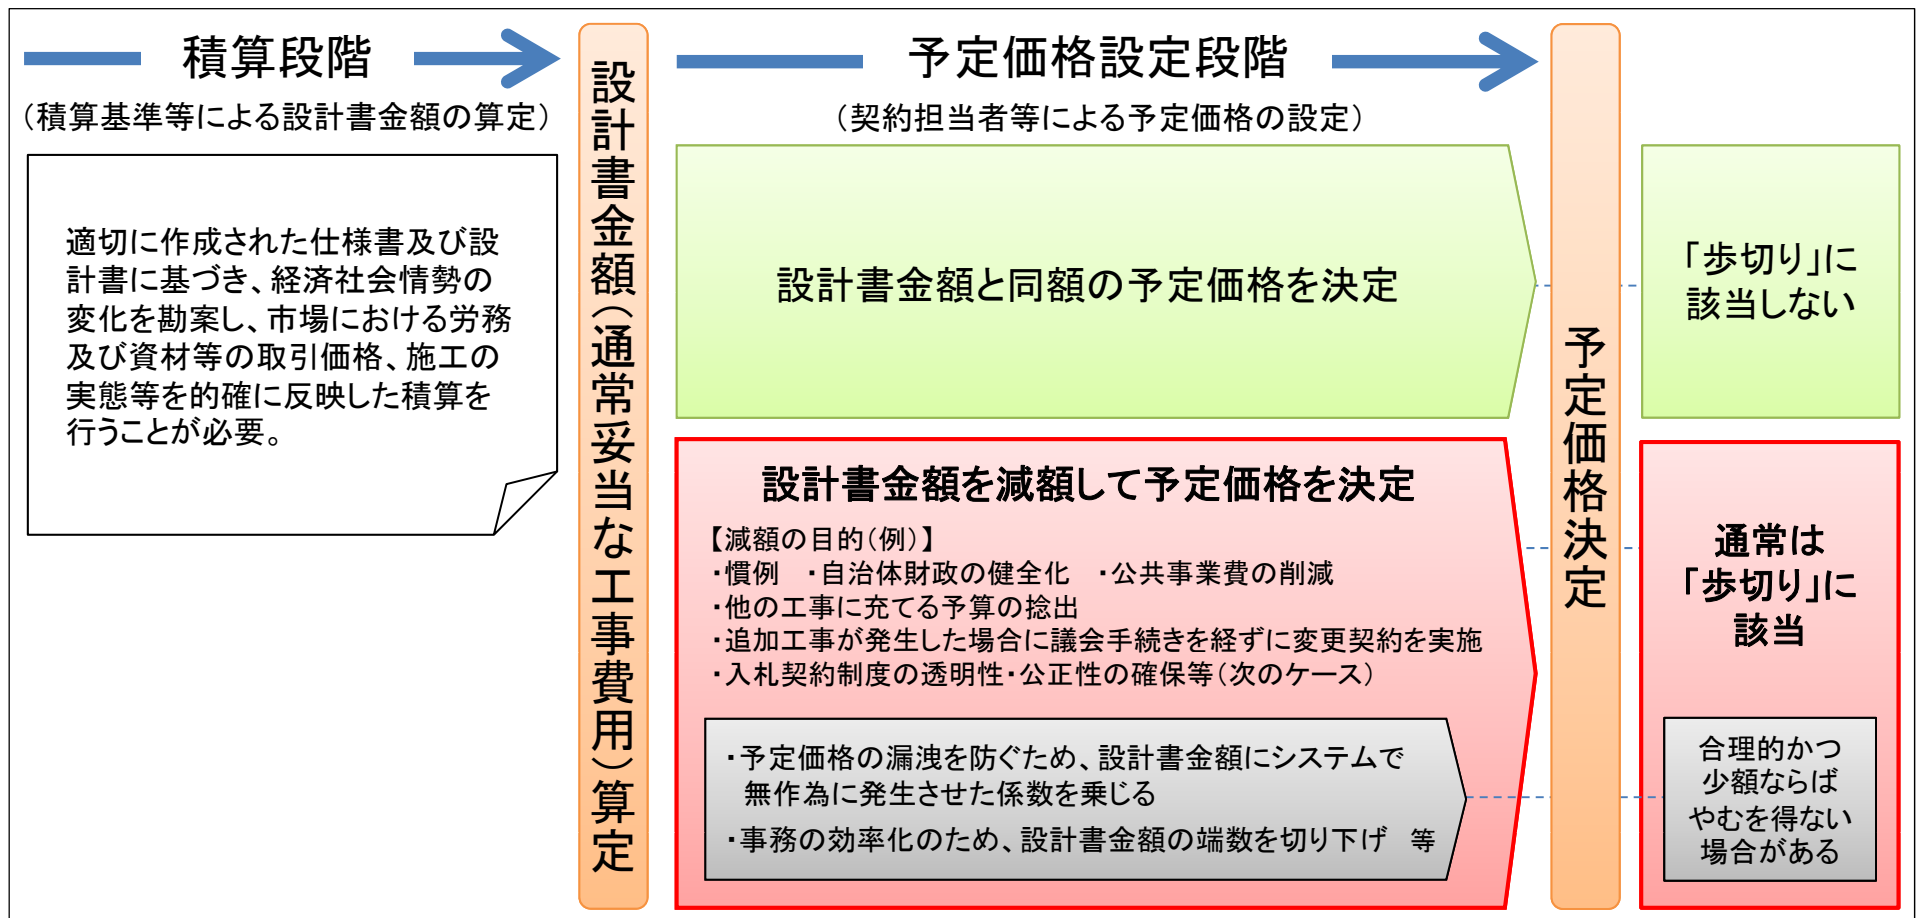 積算段階
(積算基準等による設計書金額の算定)
適切に作成された仕様書及び設
計書に基づき、経済社会情勢の
変化を勘案し、市場における労務
及び資材等の取引価格、施工の
実態等を的確に反映した積算を
行うことが必要。
設計書金額(通常妥当な工事費用)算定
予定価格設定段階
(契約担当者等による予定価格の設定)
設計書金額と同額の予定価格を決定
設計書金額を減額して予定価格を決定
【減額の目的(例)】
・慣例 ・自治体財政の健全化 ・公共事業費の削減
・他の工事に充てる予算の捻出
・追加工事が発生した場合に議会手続きを経ずに変更契約を実施
・入札契約制度の透明性・公正性の確保等(次のケース)
・予定価格の漏洩を防ぐため、設計書金額にシステムで
無作為に発生させた係数を乗じる
・事務の効率化のため、設計書金額の端数を切り下げ 等
予定価格決定
「歩切り」に
該当しない
通常は
「歩切り」に
該当
合理的かつ
少額ならば
やむを得ない
場合がある